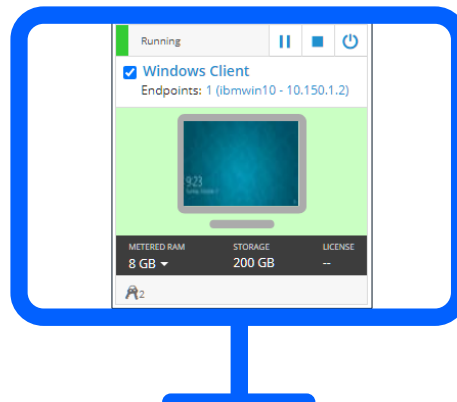 Running
Windows Client
Endpoints: 1 (ibmwin10 - 10.150.1.2)
9:23
METERED RAM STORAGE LICENSE
8 GB 200 GB --
2